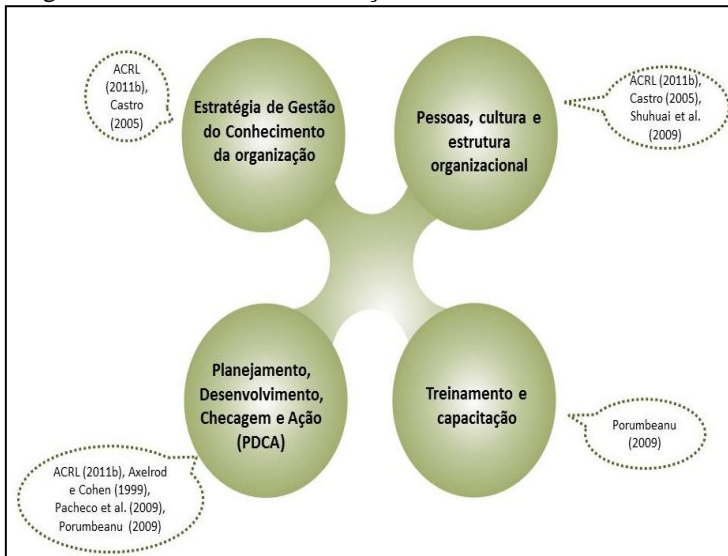 ACRL
(2011b),
Castro
(2005)
Estratégia de Gestão
do Conhecimento
da organização
Pessoas, cultura e
estrutura
organizacional
ACRL (2011b),
Castro (2005),
Shuhuai et al.
(2009)
Planejamento,
Desenvolvimento,
Checagem e Ação
(PDCA)
Treinamento e
capacitação
Porumbeanu
(2009)
ACRL (2011b), Axelrod
e Cohen (1999),
Pacheco et al. (2009),
Porumbeanu (2009)